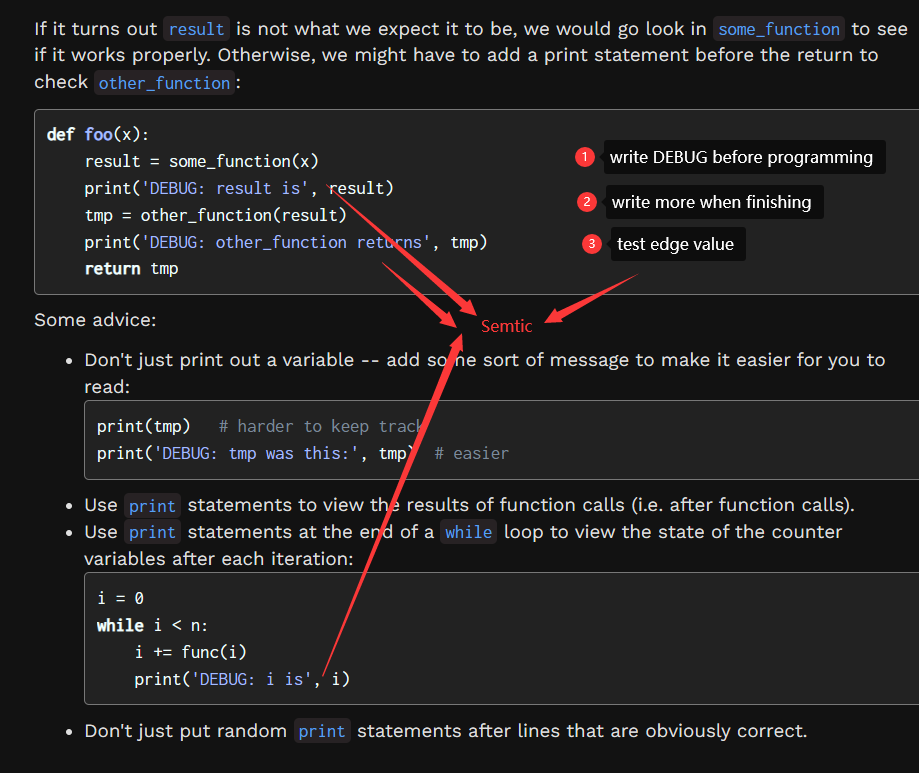 If it turns out result is not what we expect it to be, we would go look in some_function to see
if it works properly. Otherwise, we might have to add a print statement before the return to
check other_function:
def foo(x):
    result = some_function(x)
    print('DEBUG: result is', result)
    tmp = other_function(result)
    print('DEBUG: other_function returns', tmp)
    return tmp
1 write DEBUG before programming
2 write more when finishing
3 test edge value
Semtic
Some advice:
• Don't just print out a variable -- add some sort of message to make it easier for you to
read:
print(tmp)   # harder to keep track
print('DEBUG: tmp was this:', tmp)  # easier
• Use print statements to view the results of function calls (i.e. after function calls).
• Use print statements at the end of a while loop to view the state of the counter
variables after each iteration:
i = 0
while i < n:
    i += func(i)
    print('DEBUG: i is', i)
• Don't just put random print statements after lines that are obviously correct.